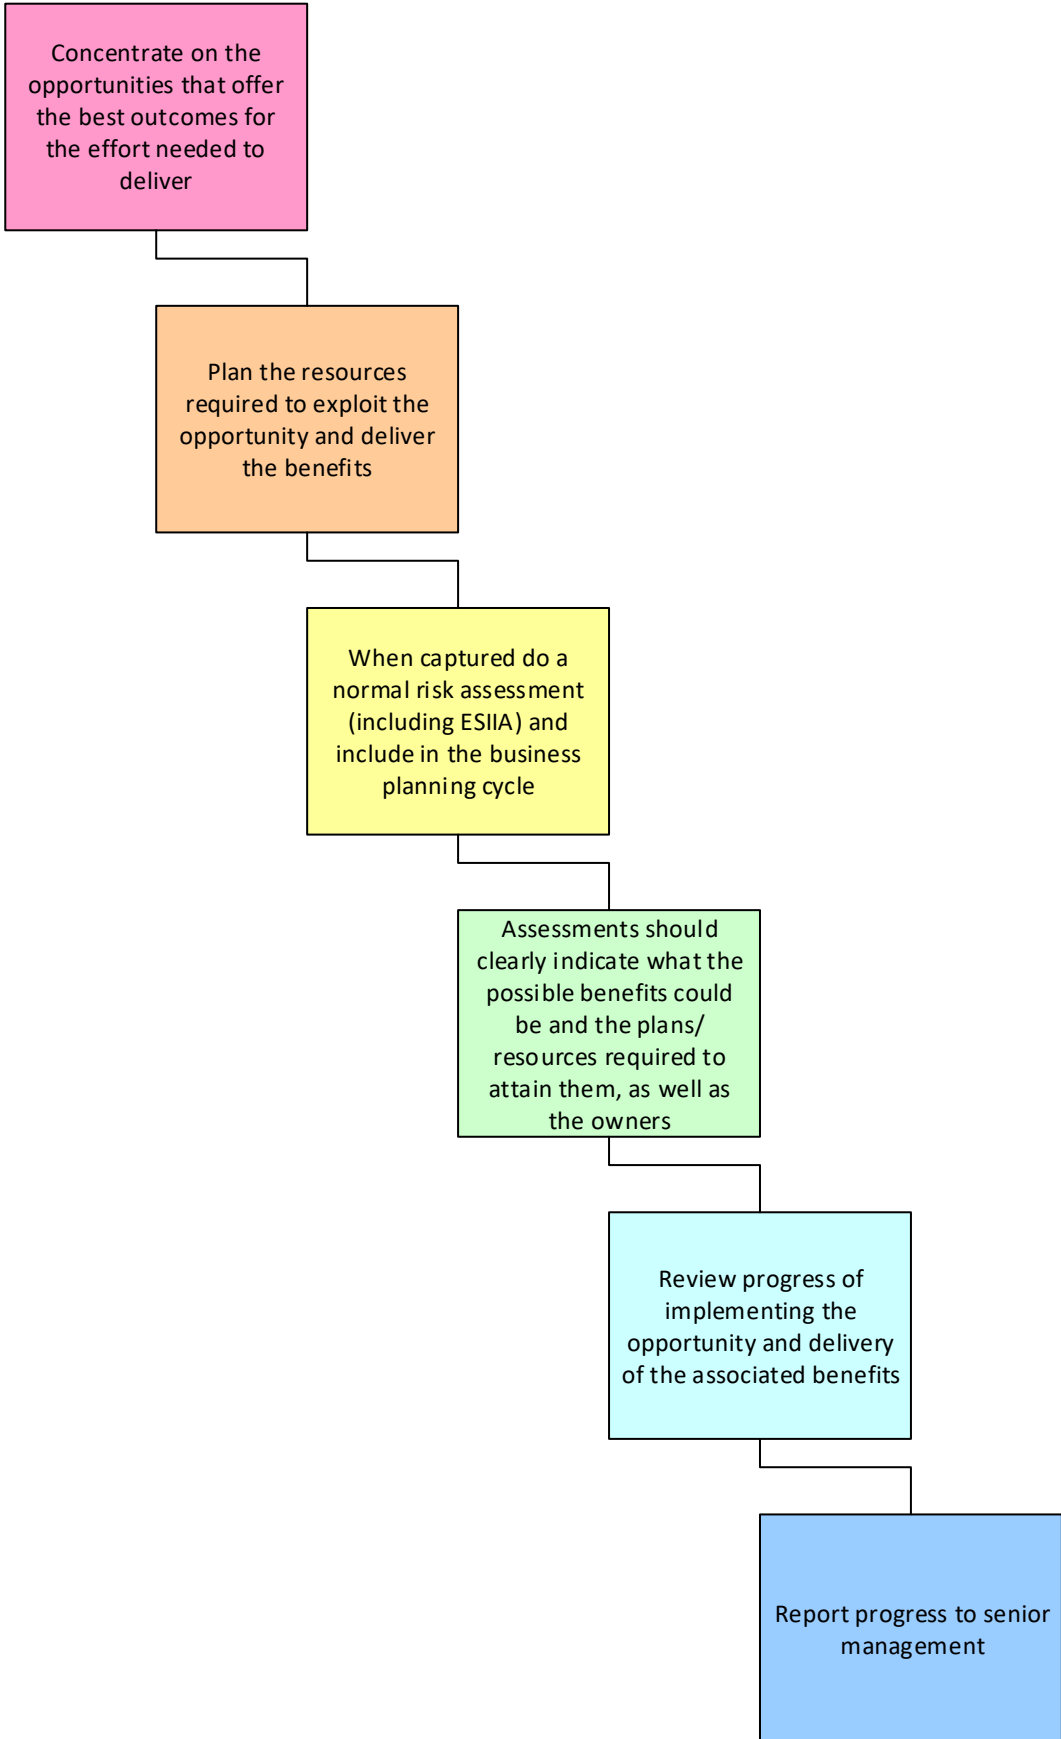 Concentrate on the
opportunities that offer
the best outcomes for
the effort needed to
deliver
Plan the resources
required to exploit the
opportunity and deliver
the benefits
When captured do a
normal risk assessment
(including ESIIA) and
include in the business
planning cycle
Assessments should
clearly indicate what the
possible benefits could
be and the plans/
resources required to
attain them, as well as
the owners
Review progress of
implementing the
opportunity and delivery
of the associated benefits
Report progress to senior
management